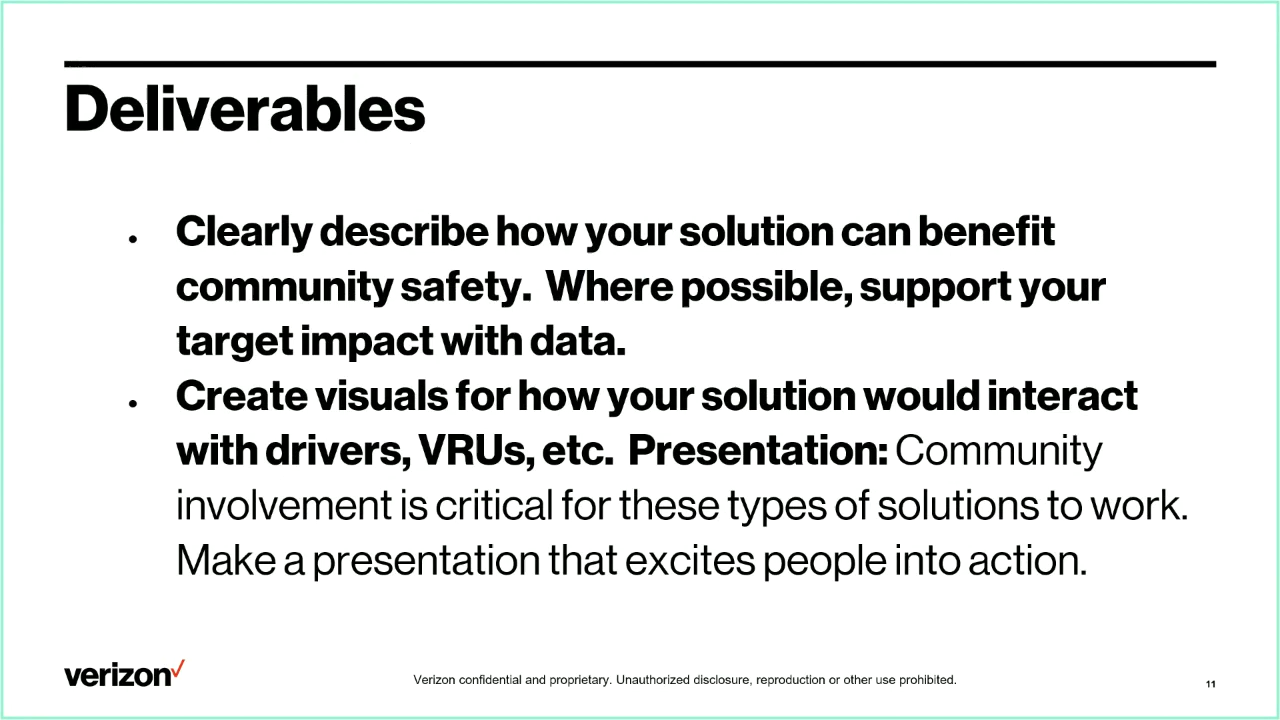 Deliverables
• Clearly describe how your solution can benefit
community safety.  Where possible, support your
target impact with data.
• Create visuals for how your solution would interact
with drivers, VRUs, etc.  Presentation: Community
involvement is critical for these types of solutions to work.
Make a presentation that excites people into action.
verizon✓
Verizon confidential and proprietary. Unauthorized disclosure, reproduction or other use prohibited.
11